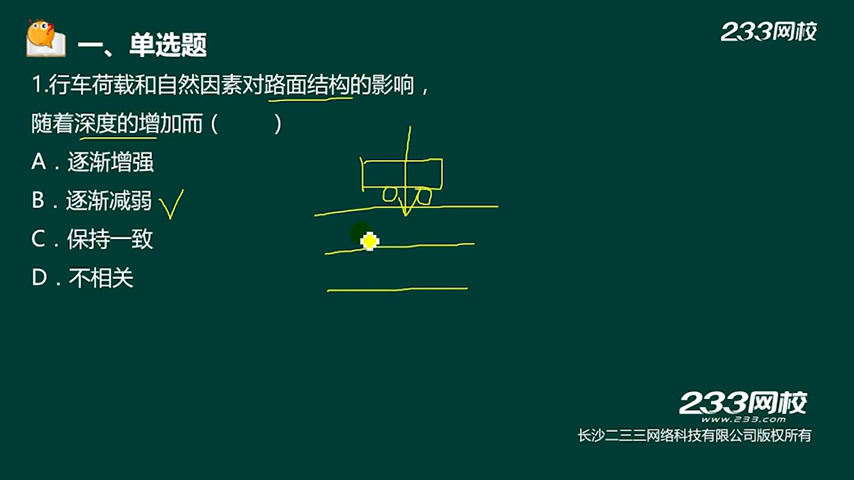 一、单选题
233网校
1.行车荷载和自然因素对路面结构的影响，
随着深度的增加而（　　）
A．逐渐增强
B．逐渐减弱
C．保持一致
D．不相关
233网校
www.233.com
长沙二三三网络科技有限公司版权所有